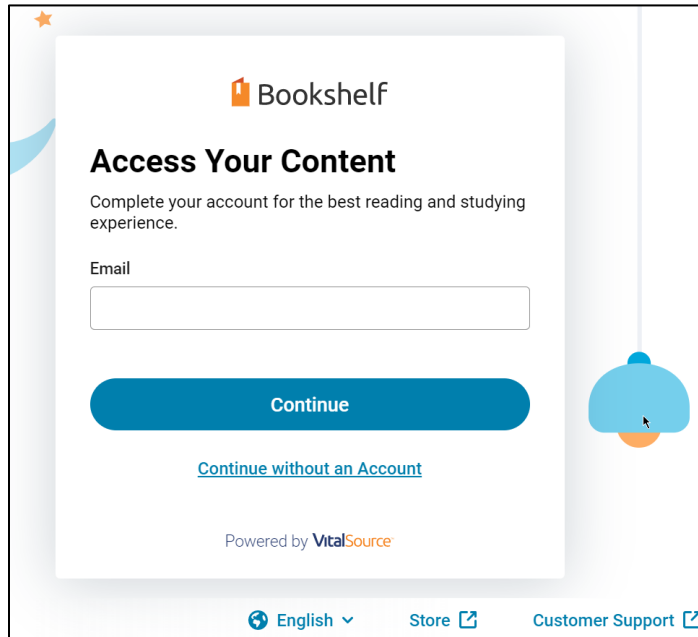 Bookshelf
Access Your Content
Complete your account for the best reading and studying
experience.
Email
Continue
Continue without an Account
Powered by VitalSource
English Store Customer Support